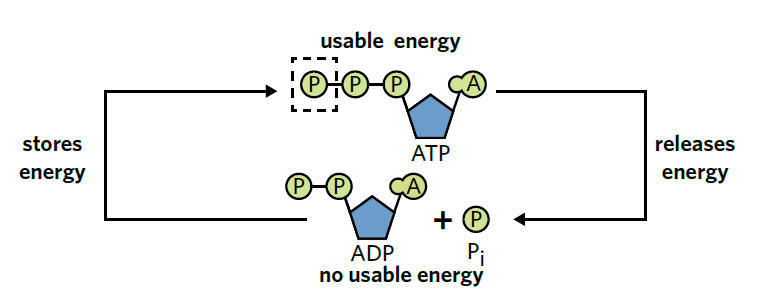 usable energy
P P P A
ATP
stores
energy
releases
energy
P P A
+ P
ADP
Pi
no usable energy